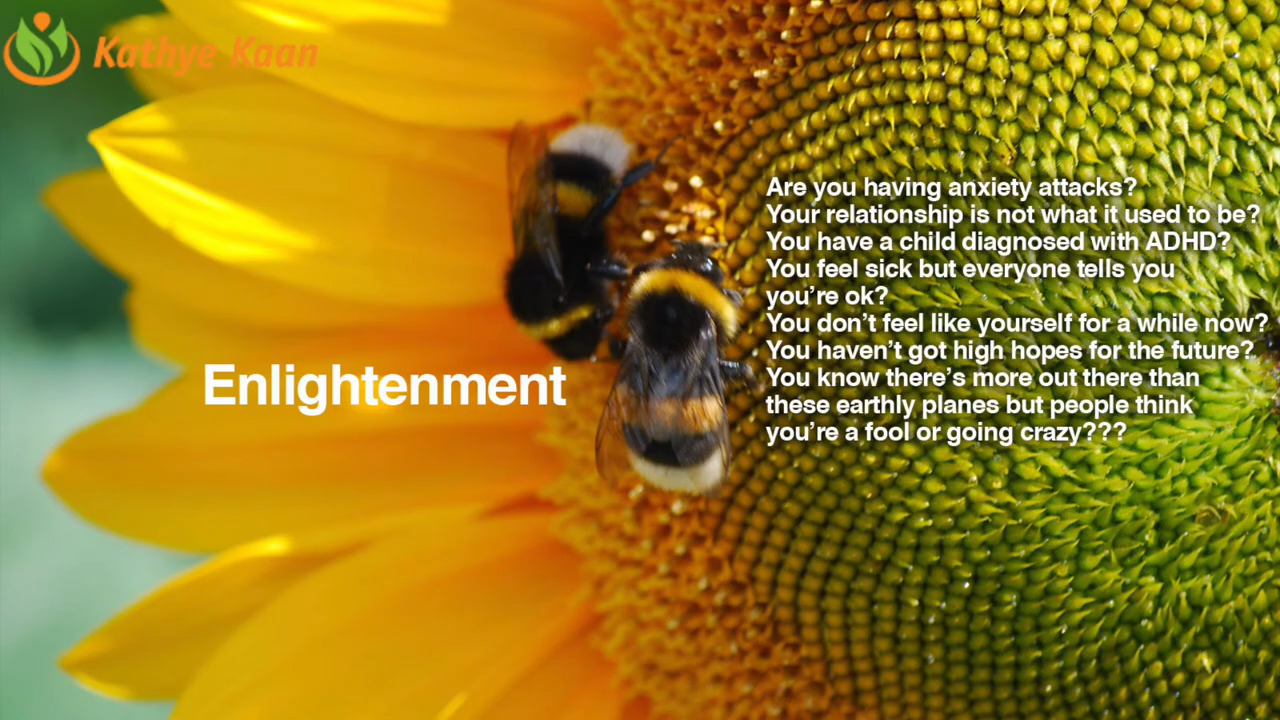 Kathye Kaan
Are you having anxiety attacks?
Your relationship is not what it used to be?
You have a child diagnosed with ADHD?
You feel sick but everyone tells you
you're ok?
You don't feel like yourself for a while now?
You haven't got high hopes for the future?
You know there's more out there than
these earthly planes but people think
you're a fool or going crazy???
Enlightenment